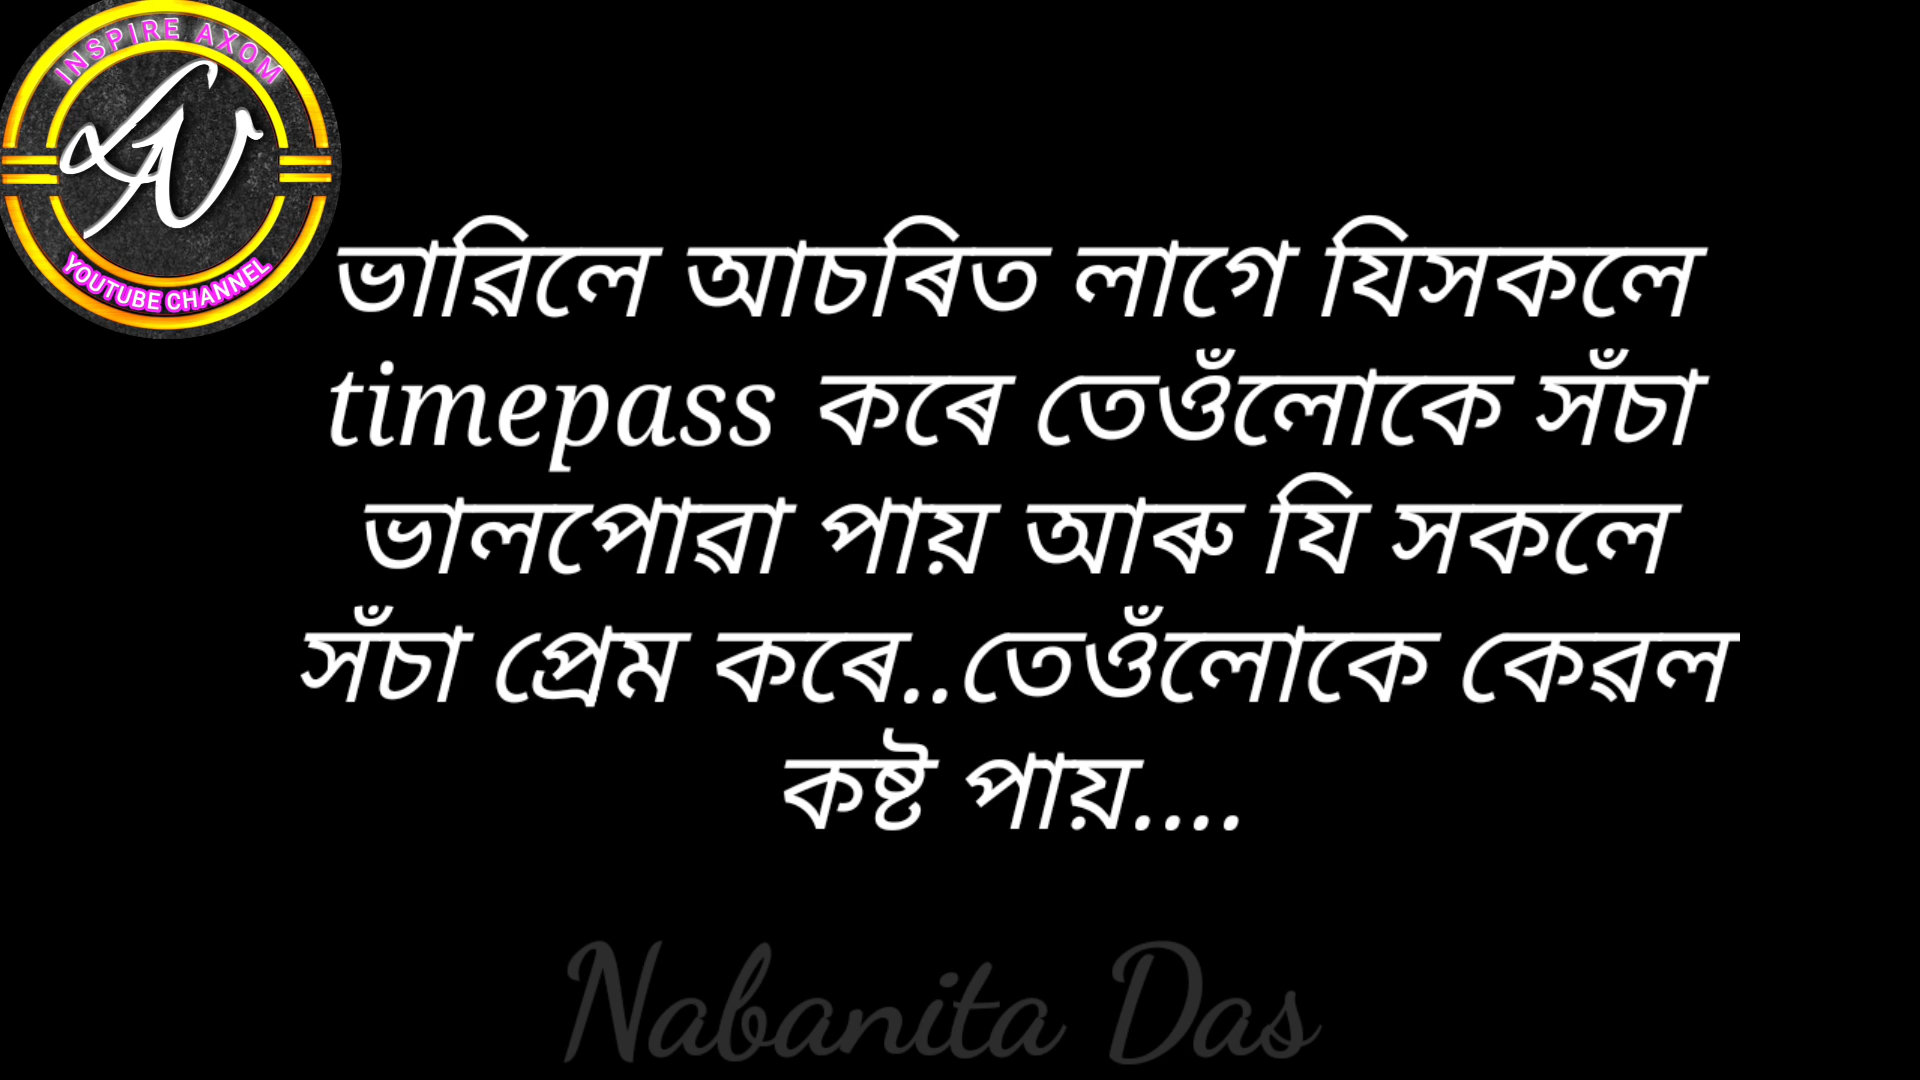 INSPIRE AXOM
YOUTUBE CHANNEL
ভাৱিলে আচৰিত লাগে যিসকলে
timepass কৰে তেওঁলোকে সঁচা
ভালপোৱা পায় আৰু যি সকলে
সঁচা প্ৰেম কৰে..তেওঁলোকে কেৱল
কষ্ট পায়....
Nabanita Das